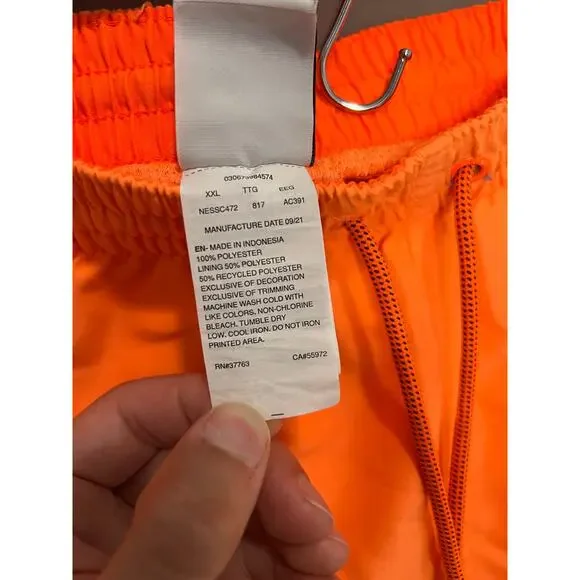 030673984574
XXL TTG EEG
NESSC472 817 AC391
MANUFACTURE DATE 09/21
EN- MADE IN INDONESIA
100% POLYESTER
LINING 50% POLYESTER
50% RECYCLED POLYESTER
EXCLUSIVE OF DECORATION
EXCLUSIVE OF TRIMMING
MACHINE WASH COLD WITH
LIKE COLORS. NON-CHLORINE
BLEACH. TUMBLE DRY
LOW. COOL IRON. DO NOT IRON
PRINTED AREA.
RN#37763 CA#55972